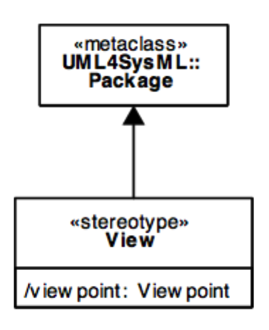 «metaclass»
UML4SysML::
Package
«stereotype»
View
/view point: View point